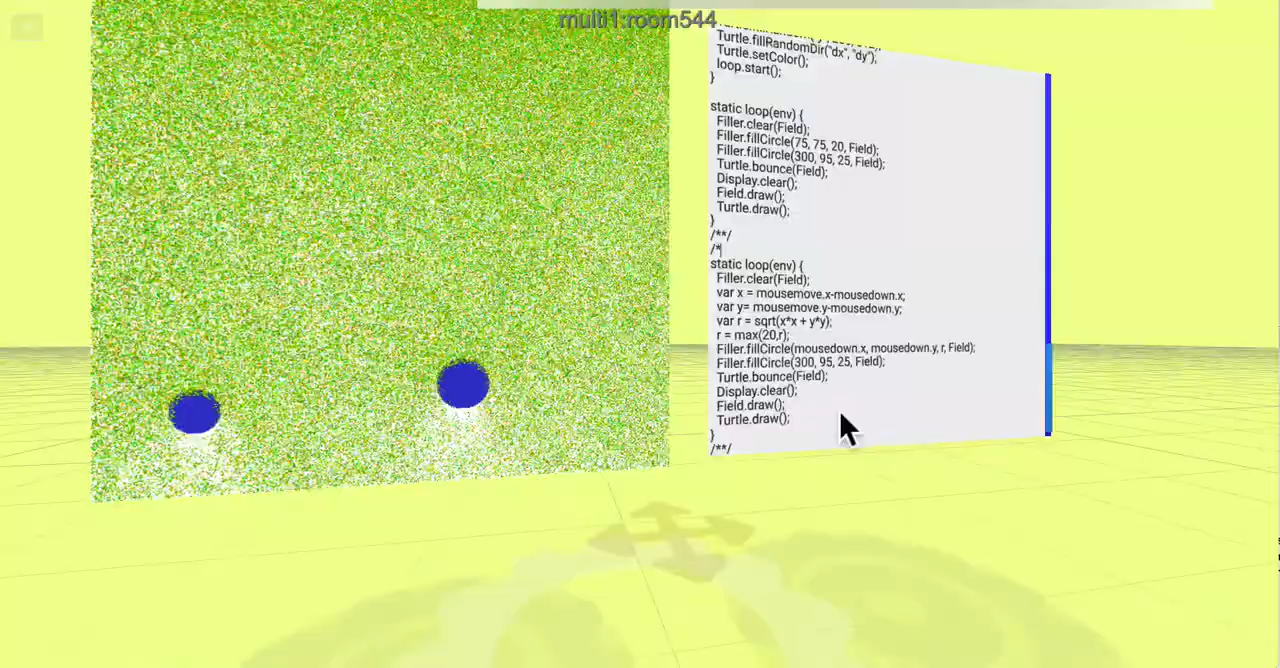 multi1:room544
Turtle.fillRandomDir("dx", "dy");
Turtle.setColor();
loop.start();
}
static loop(env) {
Filler.clear(Field);
Filler.fillCircle(75, 75, 20, Field);
Filler.fillCircle(300, 95, 25, Field);
Turtle.bounce(Field);
Display.clear();
Field.draw();
Turtle.draw();
}
/**/
/*
static loop(env) {
Filler.clear(Field);
var x = mousemove.x-mousedown.x;
var y= mousemove.y-mousedown.y;
var r = sqrt(x*x + y*y);
r = max(20,r);
Filler.fillCircle(mousedown.x, mousedown.y, r, Field);
Filler.fillCircle(300, 95, 25, Field);
Turtle.bounce(Field);
Display.clear();
Field.draw();
Turtle.draw();
}
/**/